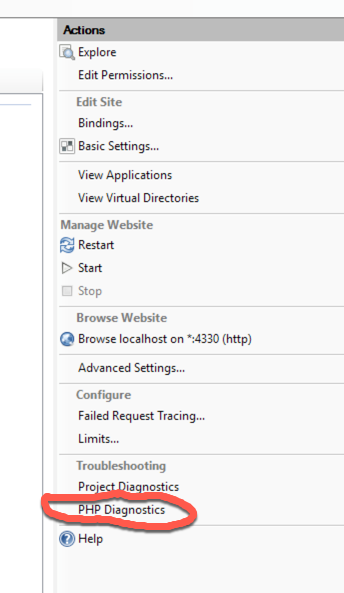 Actions
Explore
Edit Permissions...
Edit Site
Bindings...
Basic Settings...
View Applications
View Virtual Directories
Manage Website
Restart
Start
Stop
Browse Website
Browse localhost on *:4330 (http)
Advanced Settings...
Configure
Failed Request Tracing...
Limits...
Troubleshooting
Project Diagnostics
PHP Diagnostics
Help